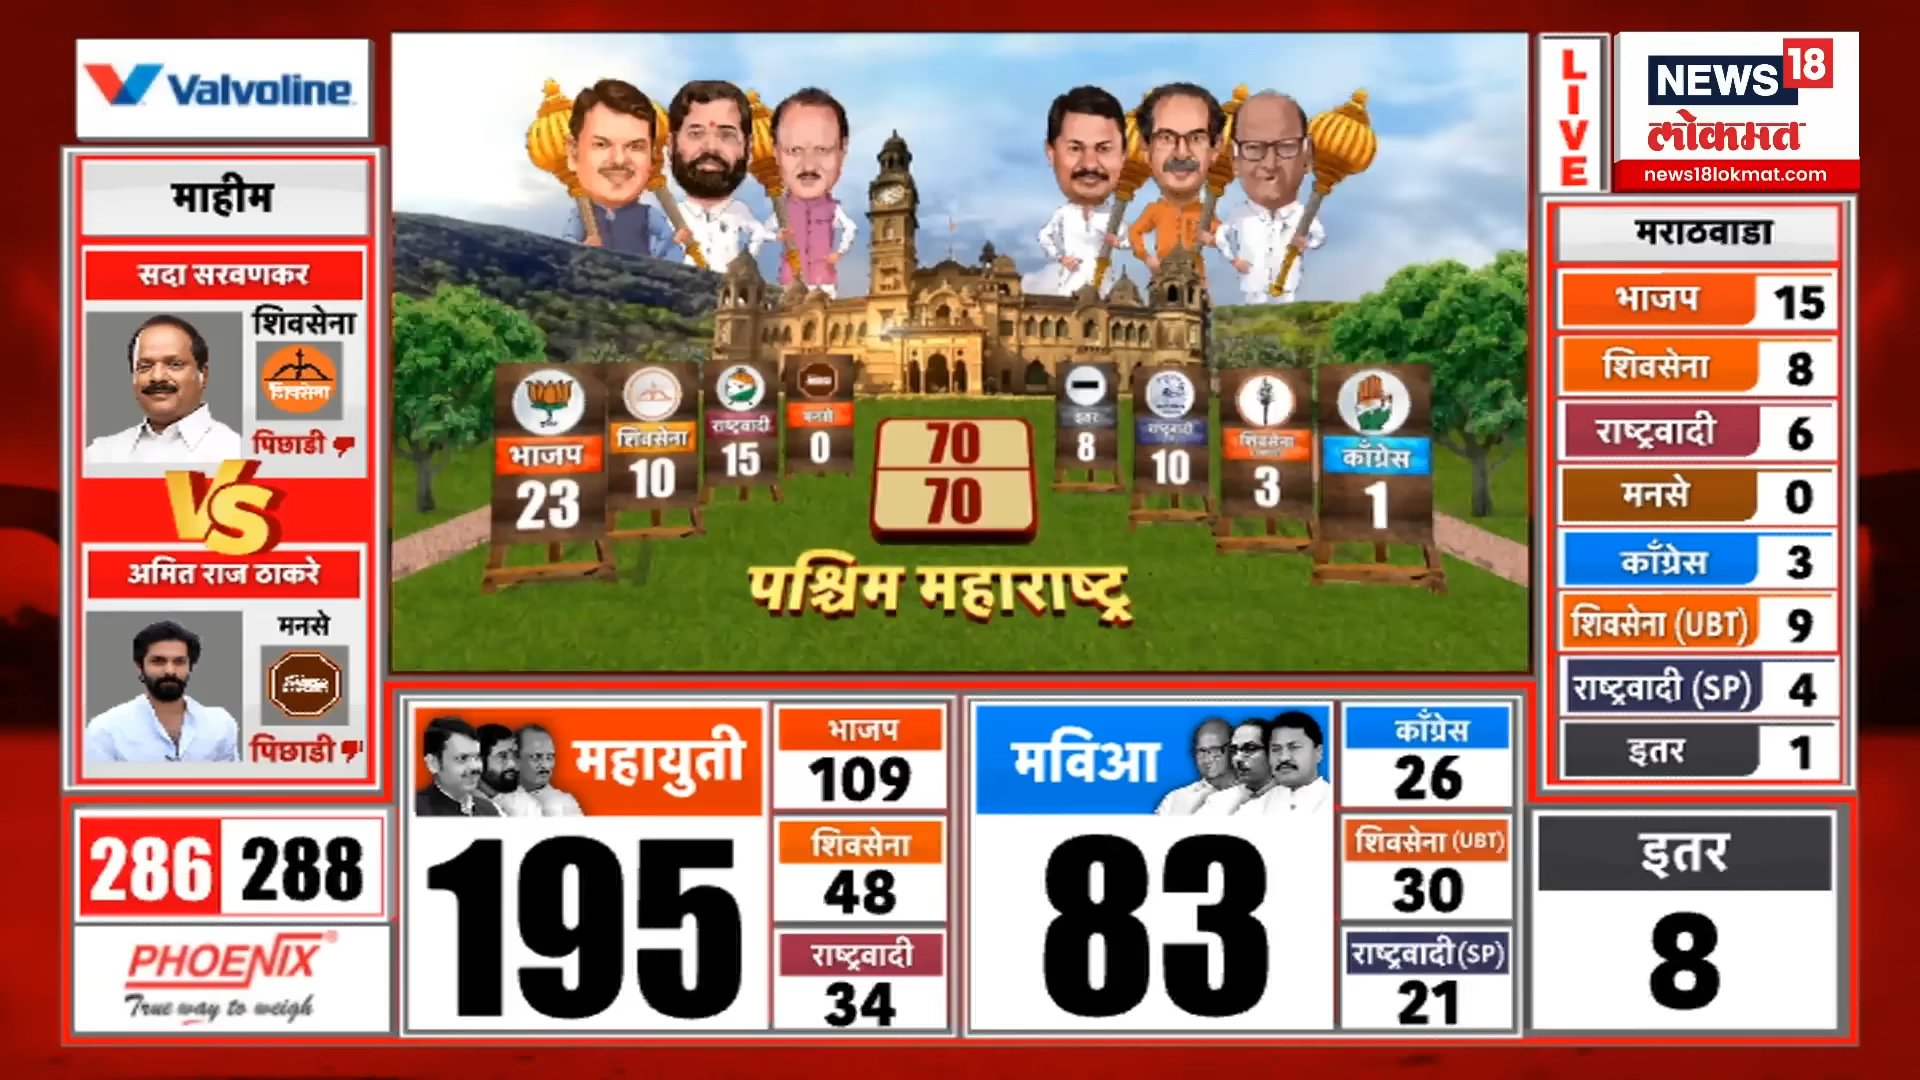 Valvoline
माहीम
सदा सरवणकर
शिवसेना
शिवसेना
पिछाडी
VS
अमित राज ठाकरे
मनसे
पिछाडी
286 288
PHOENIX®
True way to weigh
भाजप
23
शिवसेना
10
राष्ट्रवादी
15
मनसे
0
70
70
इतर
8
राष्ट्रवादी
10
शिवसेना
3
काँग्रेस
1
पश्चिम महाराष्ट्र
LIVE
NEWS 18
लोकमत
news18lokmat.com
मराठवाडा
भाजप 15
शिवसेना 8
राष्ट्रवादी 6
मनसे 0
काँग्रेस 3
शिवसेना (UBT) 9
राष्ट्रवादी (SP) 4
इतर 1
महायुती
195
भाजप
109
शिवसेना
48
राष्ट्रवादी
34
मविआ
83
काँग्रेस
26
शिवसेना (UBT)
30
राष्ट्रवादी (SP)
21
इतर
8